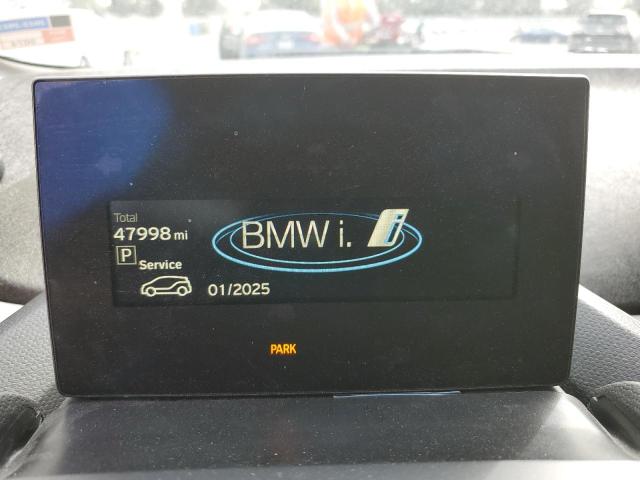 Total
47998 mi
BMW i. i
P
Service
01/2025
PARK